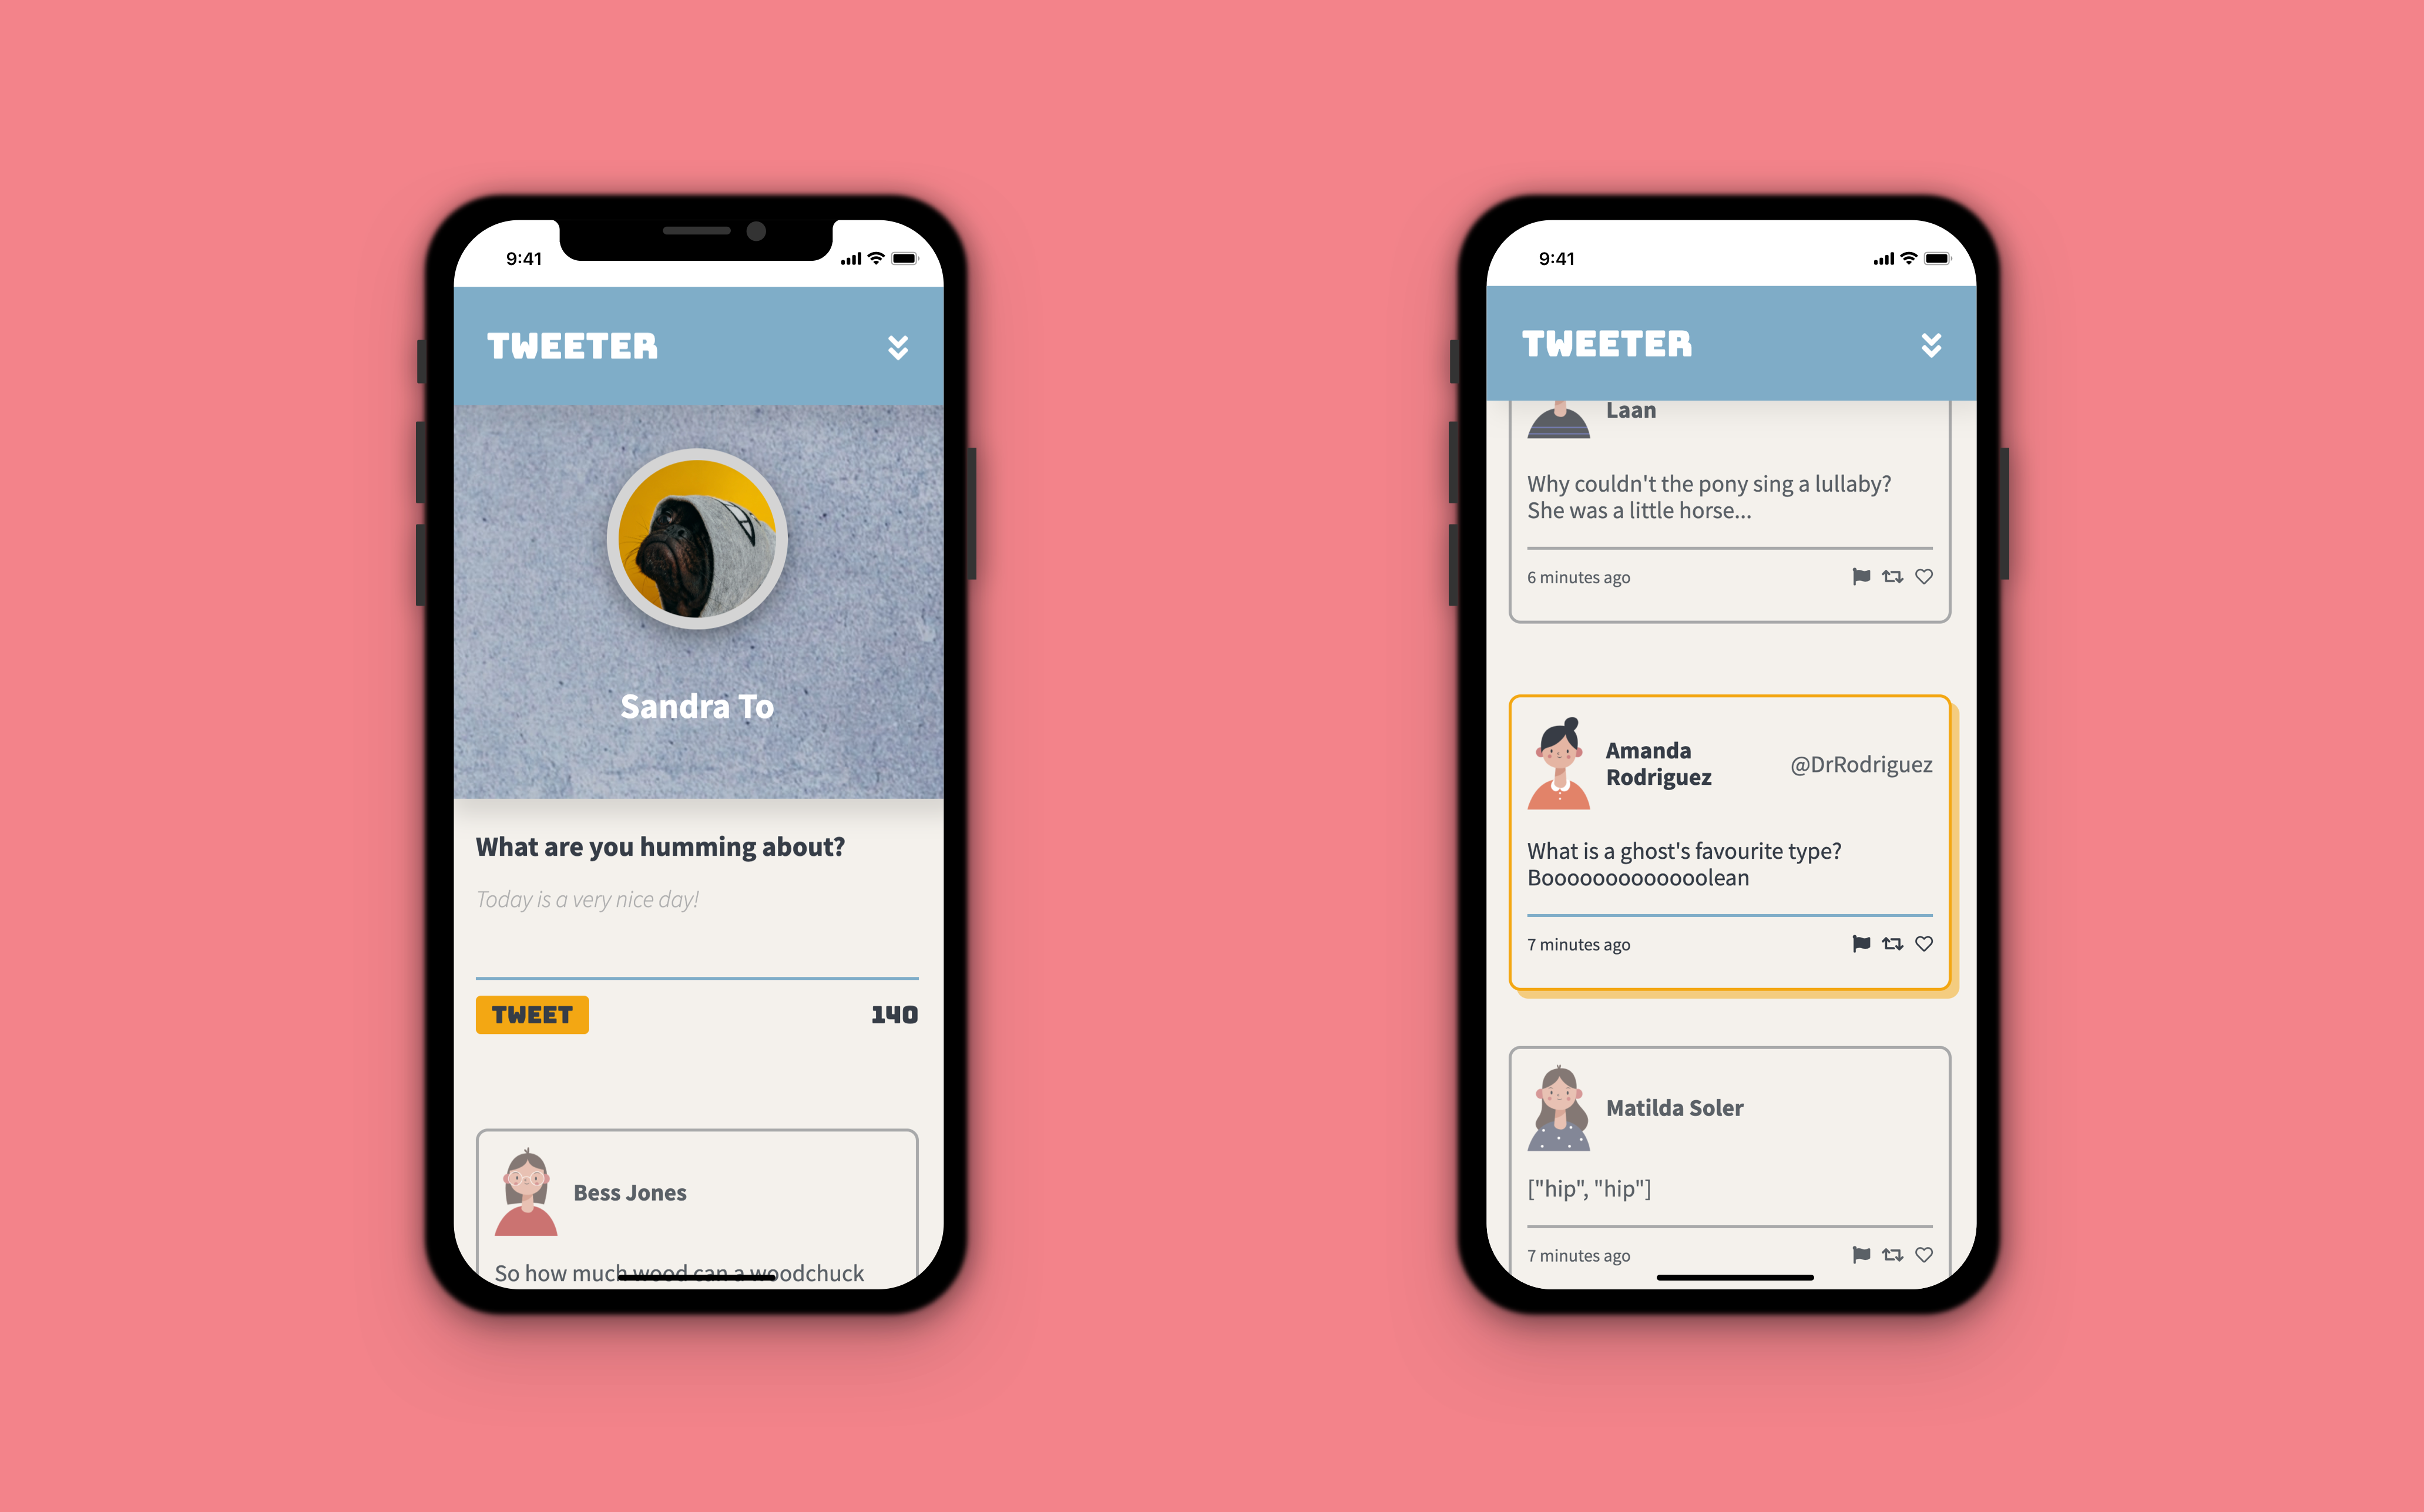 9:41
TWEETER
Sandra To
What are you humming about?
Today is a very nice day!
TWEET
140
Bess Jones
So how much wood can a woodchuck
9:41
TWEETER
Laan
Why couldn't the pony sing a lullaby?
She was a little horse...
6 minutes ago
Amanda
Rodriguez
@DrRodriguez
What is a ghost's favourite type?
Booooooooooooolean
7 minutes ago
Matilda Soler
["hip", "hip"]
7 minutes ago